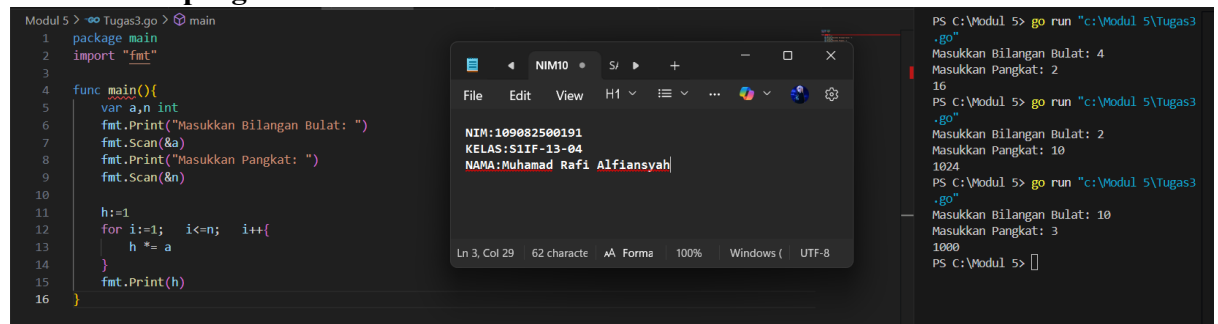 Modul 5 > Tugas3.go > main
1 package main
2 import "fmt"
3
4 func main(){
5 var a,n int
6 fmt.Print("Masukkan Bilangan Bulat: ")
7 fmt.Scan(&a)
8 fmt.Print("Masukkan Pangkat: ")
9 fmt.Scan(&n)
10
11 h:=1
12 for i:=1; i<=n; i++{
13 h *= a
14 }
15 fmt.Print(h)
16 }
NIM10 S/ +
File Edit View H1 ...
NIM:109082500191
KELAS:S1IF-13-04
NAMA:Muhamad Rafi Alfiansyah
Ln 3, Col 29 62 characte AA Forma 100% Windows ( UTF-8
PS C:\Modul 5> go run "c:\Modul 5\Tugas3
.go"
Masukkan Bilangan Bulat: 4
Masukkan Pangkat: 2
16
PS C:\Modul 5> go run "c:\Modul 5\Tugas3
.go"
Masukkan Bilangan Bulat: 2
Masukkan Pangkat: 10
1024
PS C:\Modul 5> go run "c:\Modul 5\Tugas3
.go"
Masukkan Bilangan Bulat: 10
Masukkan Pangkat: 3
1000
PS C:\Modul 5>